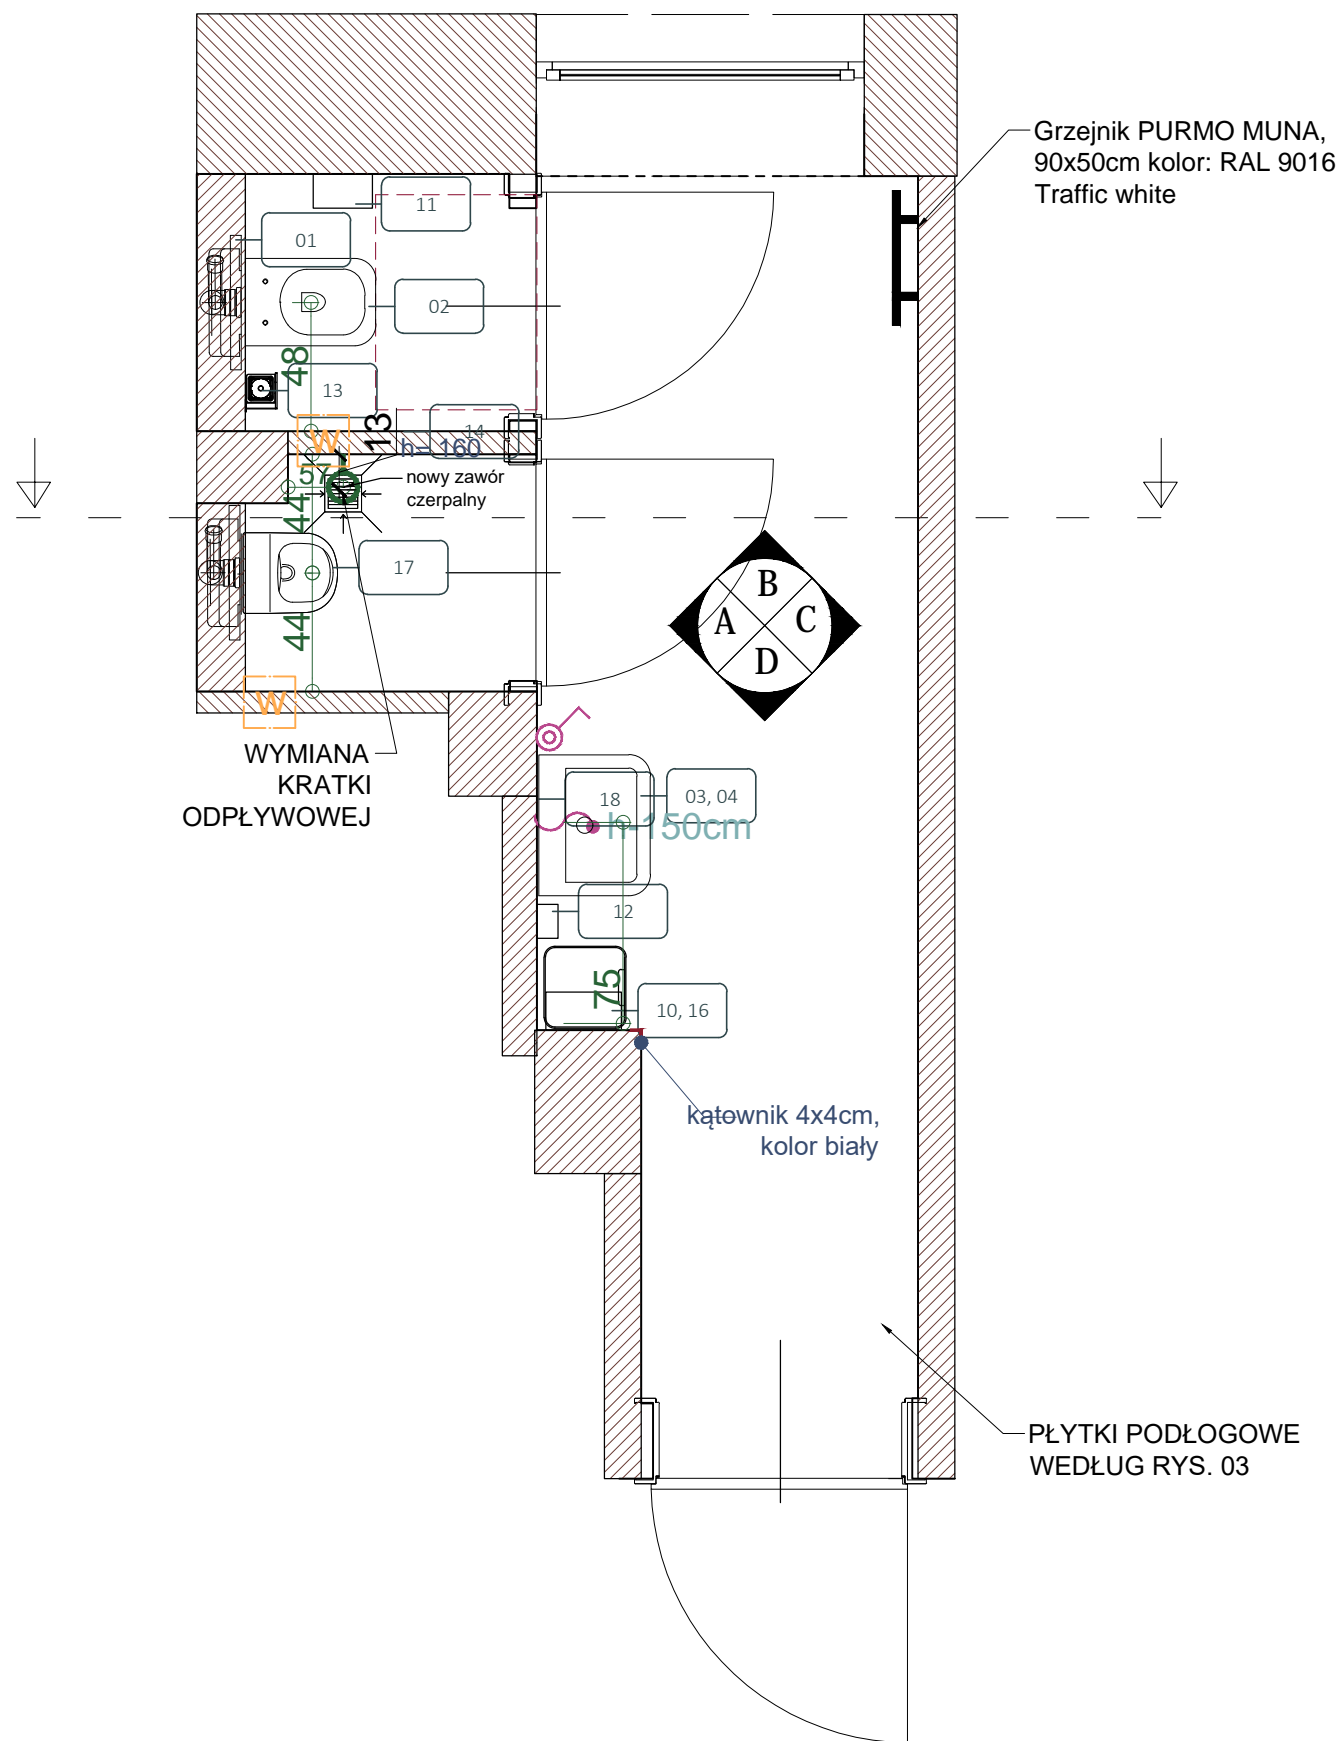 Grzejnik PURMO MUNA,
90x50cm kolor: RAL 9016
Traffic white
11
01
02
48
13
14
W
13
h= 160
57
nowy zawór
czerpalny
44
17
44
B
A
C
D
W
WYMIANA
KRATKI
ODPŁYWOWEJ
18
03, 04
h-150cm
12
75
10, 16
kątownik 4x4cm,
kolor biały
PŁYTKI PODŁOGOWE
WEDŁUG RYS. 03